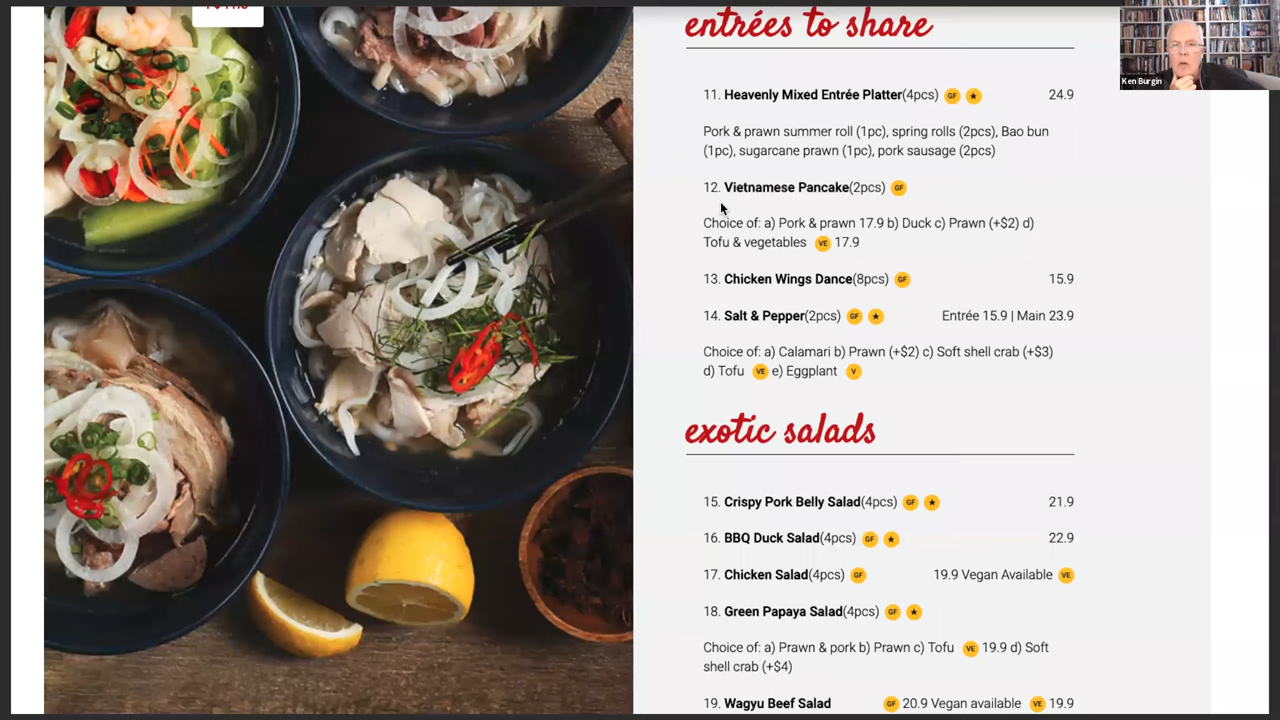 entrées to share
Ken Burgin
11. Heavenly Mixed Entrée Platter(4pcs) GF ★ 24.9
Pork & prawn summer roll (1pc), spring rolls (2pcs), Bao bun
(1pc), sugarcane prawn (1pc), pork sausage (2pcs)
12. Vietnamese Pancake(2pcs) GF
Choice of: a) Pork & prawn 17.9 b) Duck c) Prawn (+$2) d)
Tofu & vegetables VE 17.9
13. Chicken Wings Dance(8pcs) GF 15.9
14. Salt & Pepper(2pcs) GF ★ Entrée 15.9 | Main 23.9
Choice of: a) Calamari b) Prawn (+$2) c) Soft shell crab (+$3)
d) Tofu VE e) Eggplant V
exotic salads
15. Crispy Pork Belly Salad(4pcs) GF ★ 21.9
16. BBQ Duck Salad(4pcs) GF ★ 22.9
17. Chicken Salad(4pcs) GF 19.9 Vegan Available VE
18. Green Papaya Salad(4pcs) GF ★
Choice of: a) Prawn & pork b) Prawn c) Tofu VE 19.9 d) Soft
shell crab (+$4)
19. Wagyu Beef Salad GF 20.9 Vegan available VE 19.9